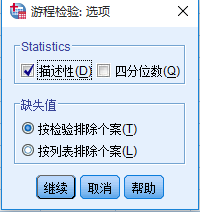 游程检验: 选项
Statistics
描述性(D) 四分位数(Q)
缺失值
按检验排除个案(T)
按列表排除个案(L)
继续 取消 帮助